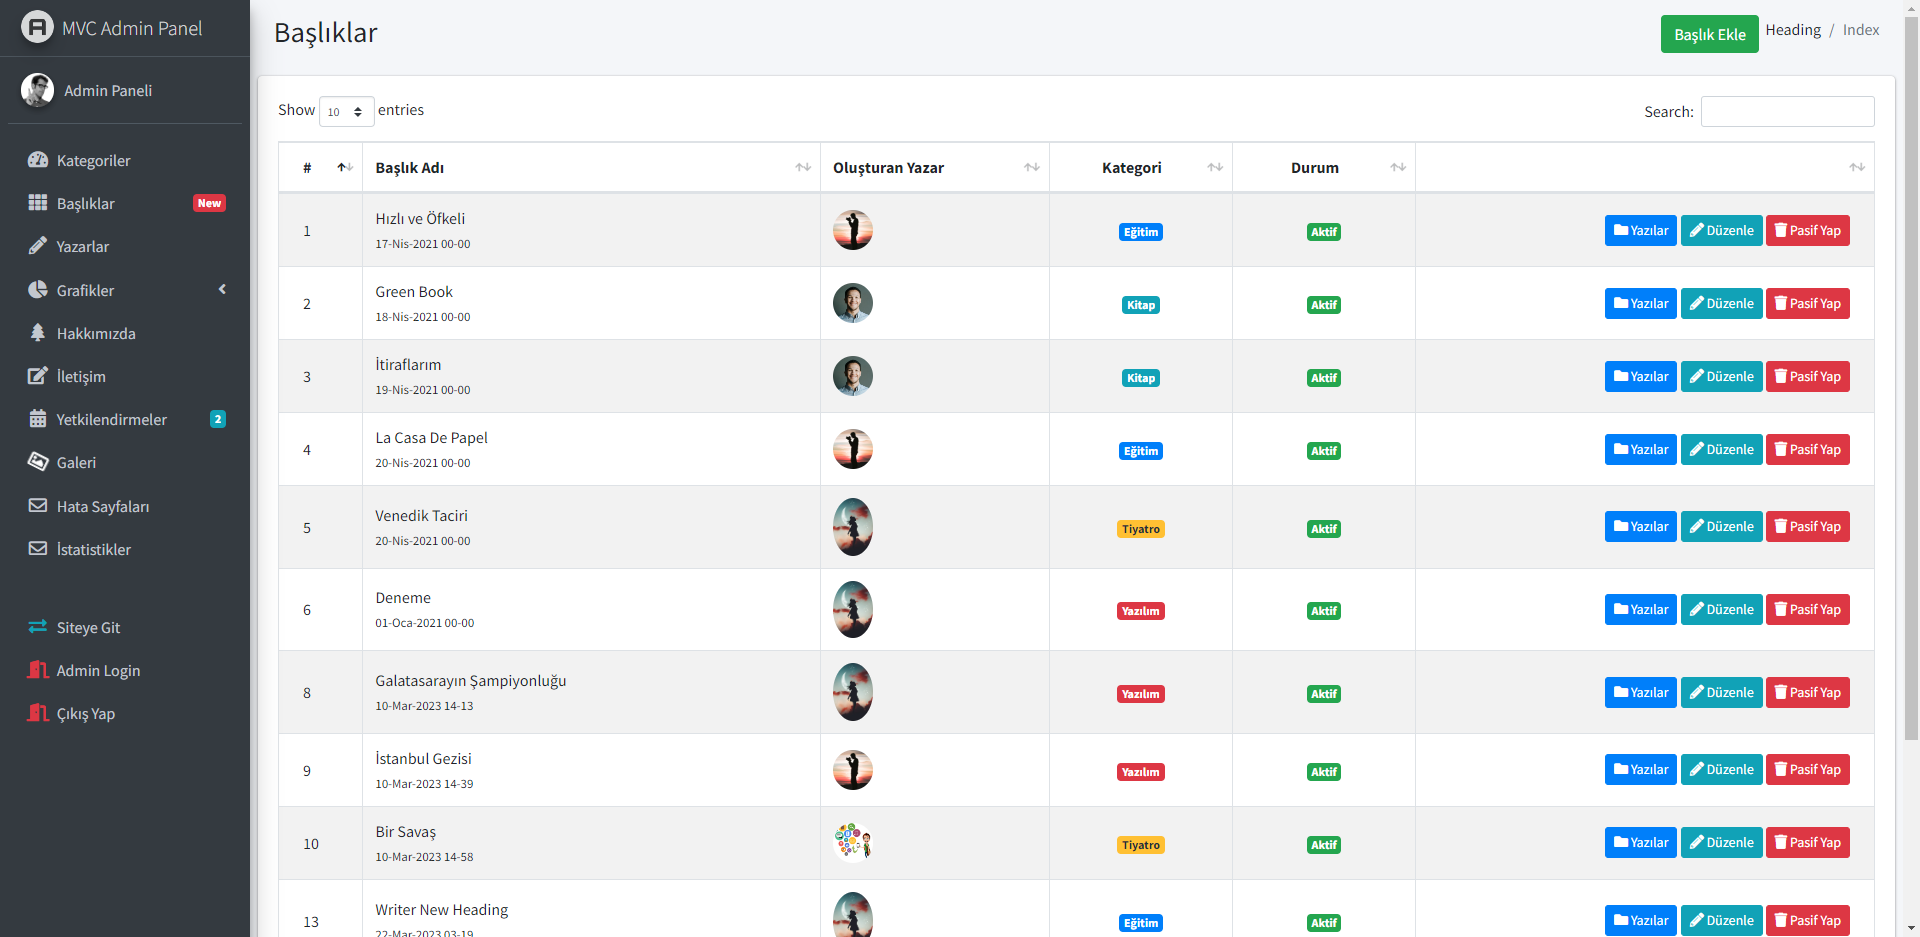 MVC Admin Panel
Admin Paneli
Kategoriler
Başlıklar New
Yazarlar
Grafikler
Hakkımızda
İletişim
Yetkilendirmeler 2
Galeri
Hata Sayfaları
İstatistikler
Siteye Git
Admin Login
Çıkış Yap
Başlıklar
Başlık Ekle Heading / Index
Show 10 entries Search:
# Başlık Adı Oluşturan Yazar Kategori Durum
1 Hızlı ve Öfkeli Eğitim Aktif Yazılar Düzenle Pasif Yap
17-Nis-2021 00-00
2 Green Book Kitap Aktif Yazılar Düzenle Pasif Yap
18-Nis-2021 00-00
3 İtiraflarım Kitap Aktif Yazılar Düzenle Pasif Yap
19-Nis-2021 00-00
4 La Casa De Papel Eğitim Aktif Yazılar Düzenle Pasif Yap
20-Nis-2021 00-00
5 Venedik Taciri Tiyatro Aktif Yazılar Düzenle Pasif Yap
20-Nis-2021 00-00
6 Deneme Yazılım Aktif Yazılar Düzenle Pasif Yap
01-Oca-2021 00-00
8 Galatasarayın Şampiyonluğu Yazılım Aktif Yazılar Düzenle Pasif Yap
10-Mar-2023 14-13
9 İstanbul Gezisi Yazılım Aktif Yazılar Düzenle Pasif Yap
10-Mar-2023 14-39
10 Bir Savaş Tiyatro Aktif Yazılar Düzenle Pasif Yap
10-Mar-2023 14-58
13 Writer New Heading Eğitim Aktif Yazılar Düzenle Pasif Yap
22-Mar-2023 03-19